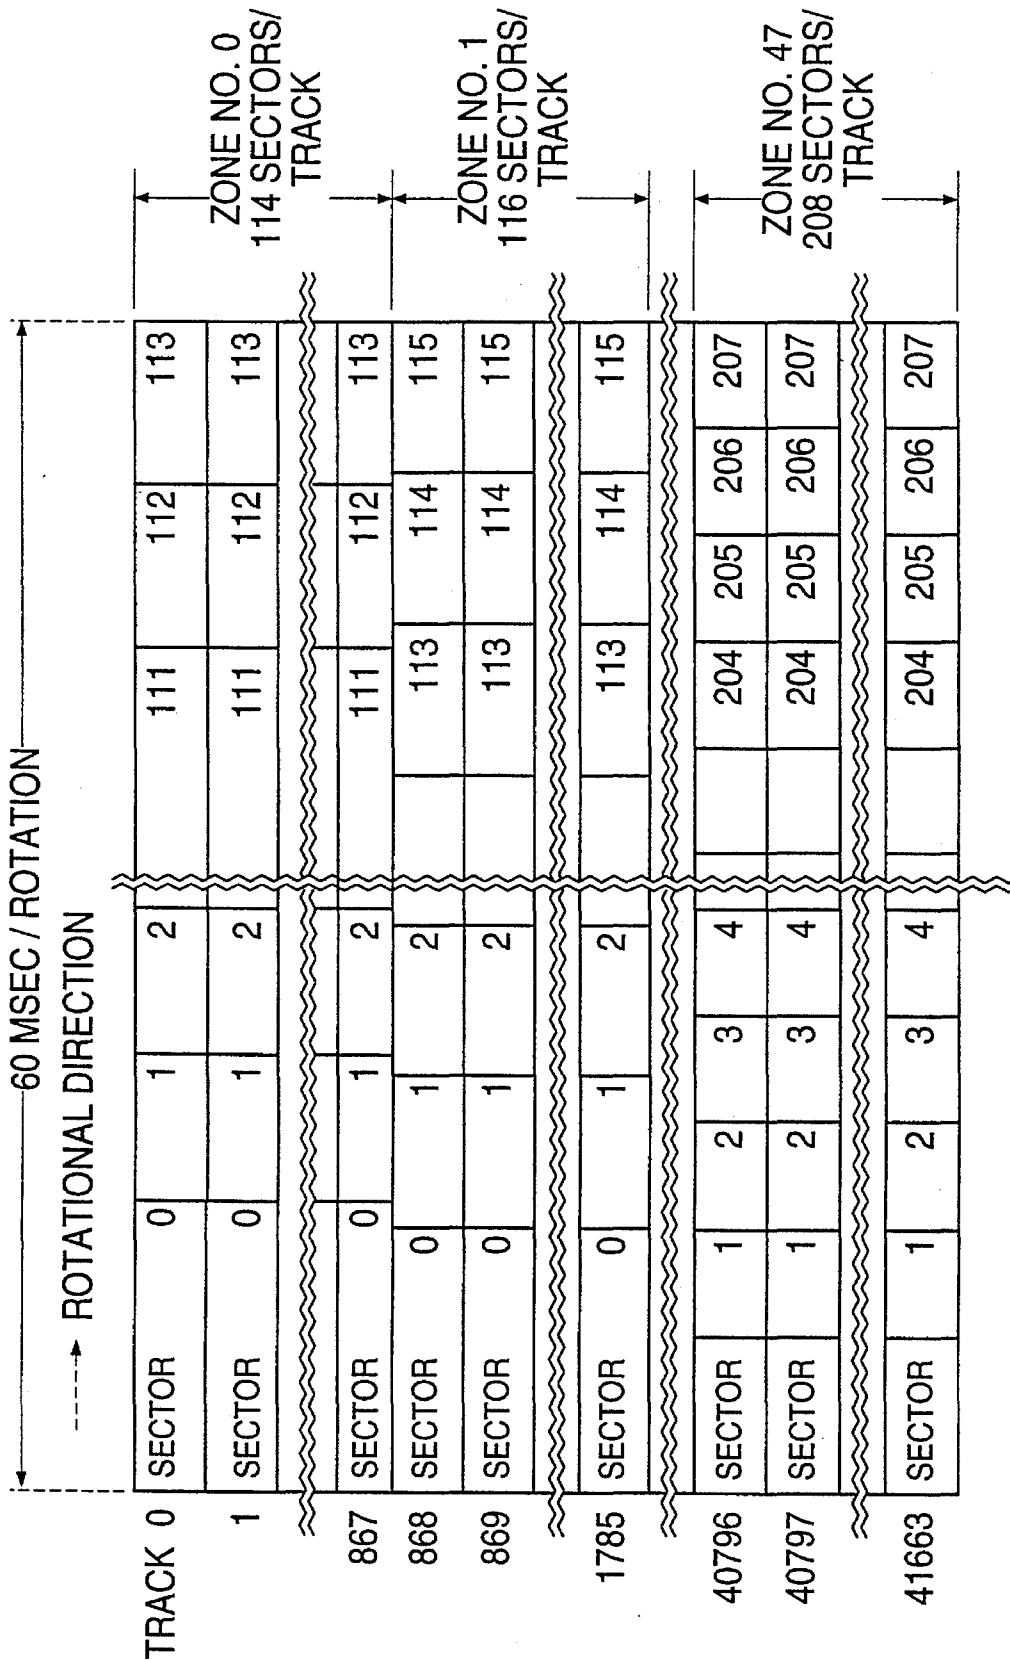 60 MSEC / ROTATION
ROTATIONAL DIRECTION
TRACK 0 SECTOR 0 1 2 111 112 113
1 SECTOR 0 1 2 111 112 113
867 SECTOR 0 1 2 111 112 113
ZONE NO. 0
114 SECTORS/
TRACK
868 SECTOR 0 1 2 113 114 115
869 SECTOR 0 1 2 113 114 115
1785 SECTOR 0 1 2 113 114 115
ZONE NO. 1
116 SECTORS/
TRACK
40796 SECTOR 1 2 3 4 204 205 206 207
40797 SECTOR 1 2 3 4 204 205 206 207
41663 SECTOR 1 2 3 4 204 205 206 207
ZONE NO. 47
208 SECTORS/
TRACK